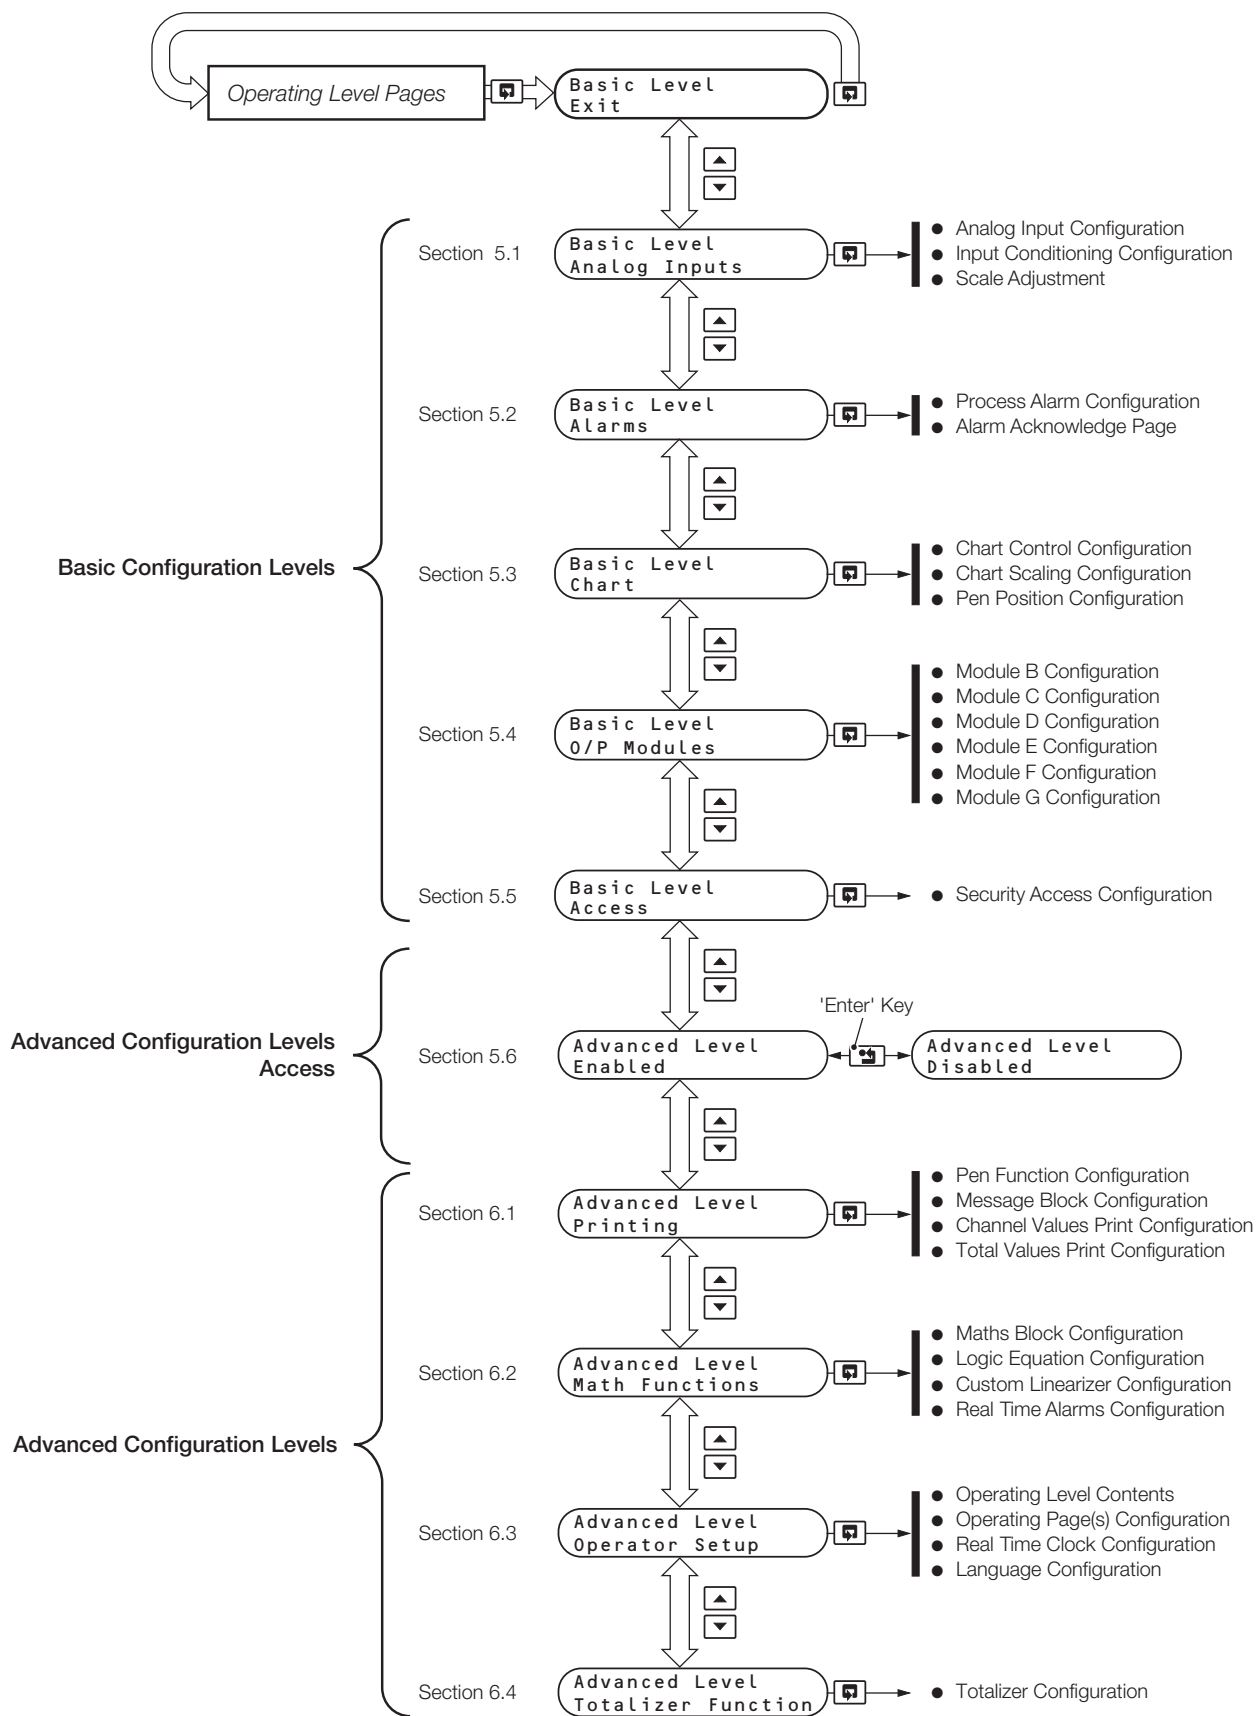 Operating Level Pages
Basic Level
Exit
Section 5.1
Basic Level
Analog Inputs
● Analog Input Configuration
● Input Conditioning Configuration
● Scale Adjustment
Section 5.2
Basic Level
Alarms
● Process Alarm Configuration
● Alarm Acknowledge Page
Basic Configuration Levels
Section 5.3
Basic Level
Chart
● Chart Control Configuration
● Chart Scaling Configuration
● Pen Position Configuration
Section 5.4
Basic Level
O/P Modules
● Module B Configuration
● Module C Configuration
● Module D Configuration
● Module E Configuration
● Module F Configuration
● Module G Configuration
Section 5.5
Basic Level
Access
● Security Access Configuration
Advanced Configuration Levels
Access
Section 5.6
Advanced Level
Enabled
'Enter' Key
Advanced Level
Disabled
Section 6.1
Advanced Level
Printing
● Pen Function Configuration
● Message Block Configuration
● Channel Values Print Configuration
● Total Values Print Configuration
Section 6.2
Advanced Level
Math Functions
● Maths Block Configuration
● Logic Equation Configuration
● Custom Linearizer Configuration
● Real Time Alarms Configuration
Advanced Configuration Levels
Section 6.3
Advanced Level
Operator Setup
● Operating Level Contents
● Operating Page(s) Configuration
● Real Time Clock Configuration
● Language Configuration
Section 6.4
Advanced Level
Totalizer Function
● Totalizer Configuration